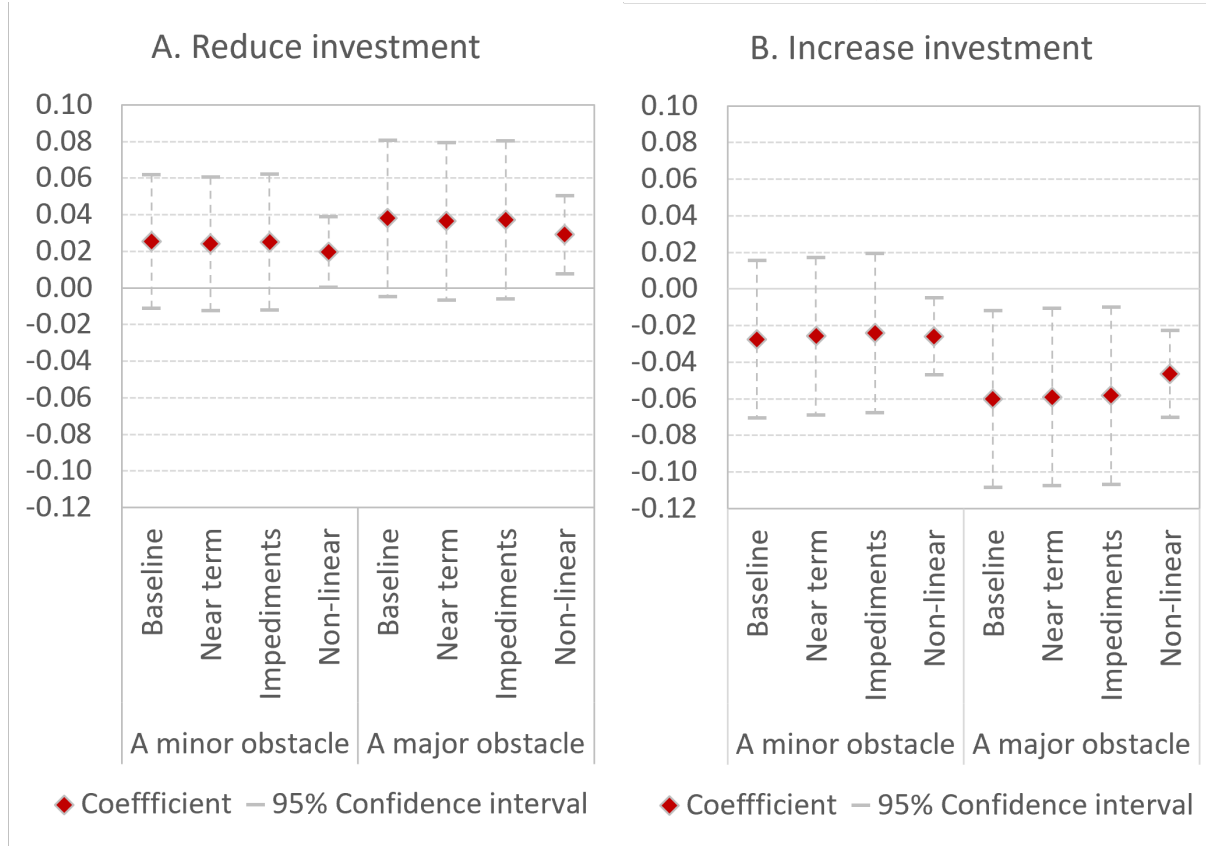 A. Reduce investment
0.10
0.08
0.06
0.04
0.02
0.00
-0.02
-0.04
-0.06
-0.08
-0.10
-0.12
Baseline
Near term
Impediments
Non-linear
Baseline
Near term
Impediments
Non-linear
A minor obstacle
A major obstacle
Coeffficient
95% Confidence interval
B. Increase investment
0.10
0.08
0.06
0.04
0.02
0.00
-0.02
-0.04
-0.06
-0.08
-0.10
-0.12
Baseline
Near term
Impediments
Non-linear
Baseline
Near term
Impediments
Non-linear
A minor obstacle
A major obstacle
Coeffficient
95% Confidence interval